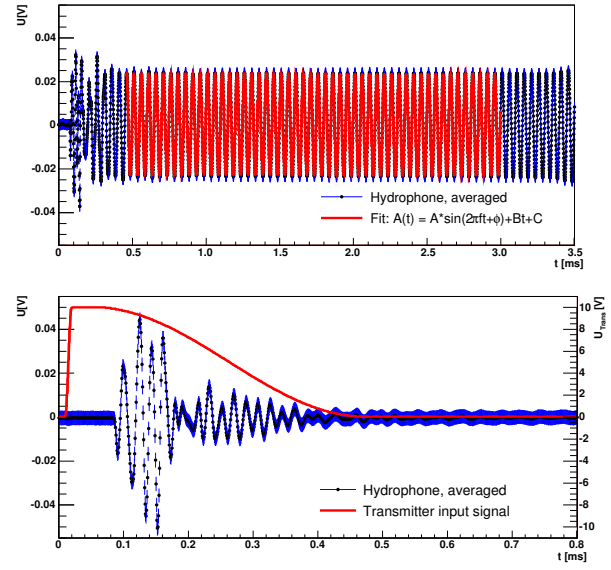 U[V]
0.04
0.02
0
-0.02
-0.04
Hydrophone, averaged
Fit: A(t) = A*sin(2πft+ϕ)+Bt+C
0 0.5 1.0 1.5 2.0 2.5 3.0 3.5
t [ms]
U[V]
0.04
0.02
0
-0.02
-0.04
10
8
6
4
2
0
-2
-4
-6
-8
-10
U_Trans [V]
Hydrophone, averaged
Transmitter input signal
0 0.1 0.2 0.3 0.4 0.5 0.6 0.7 0.8
t [ms]